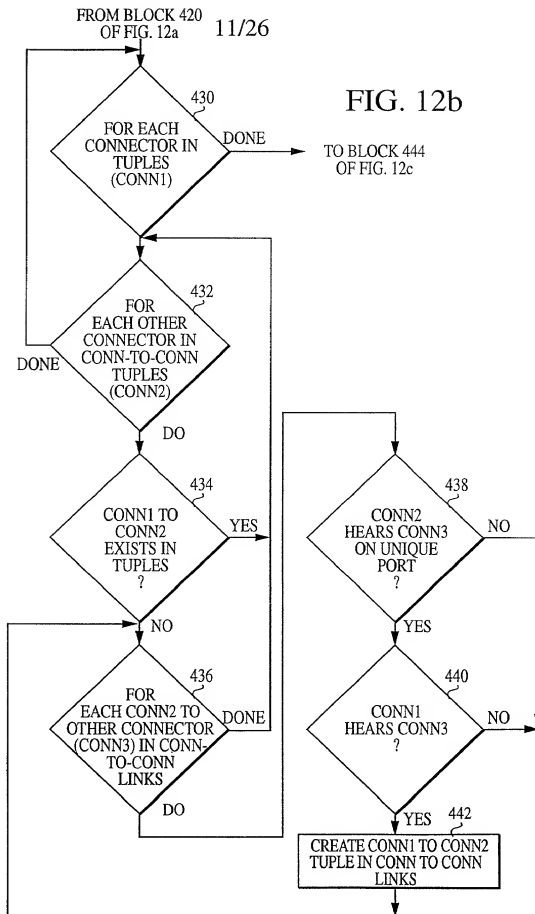 FROM BLOCK 420
OF FIG. 12a
11/26
FIG. 12b
430
FOR EACH
CONNECTOR IN
TUPLES
(CONN1)
DONE
TO BLOCK 444
OF FIG. 12c
432
FOR
EACH OTHER
CONNECTOR IN
CONN-TO-CONN
TUPLES
(CONN2)
DONE
DO
434
CONN1 TO
CONN2
EXISTS IN
TUPLES
?
YES
NO
436
FOR
EACH CONN2 TO
OTHER CONNECTOR
(CONN3) IN CONN-
TO-CONN
LINKS
DONE
DO
438
CONN2
HEARS CONN3
ON UNIQUE
PORT
?
NO
YES
440
CONN1
HEARS CONN3
?
NO
YES
442
CREATE CONN1 TO CONN2
TUPLE IN CONN TO CONN
LINKS